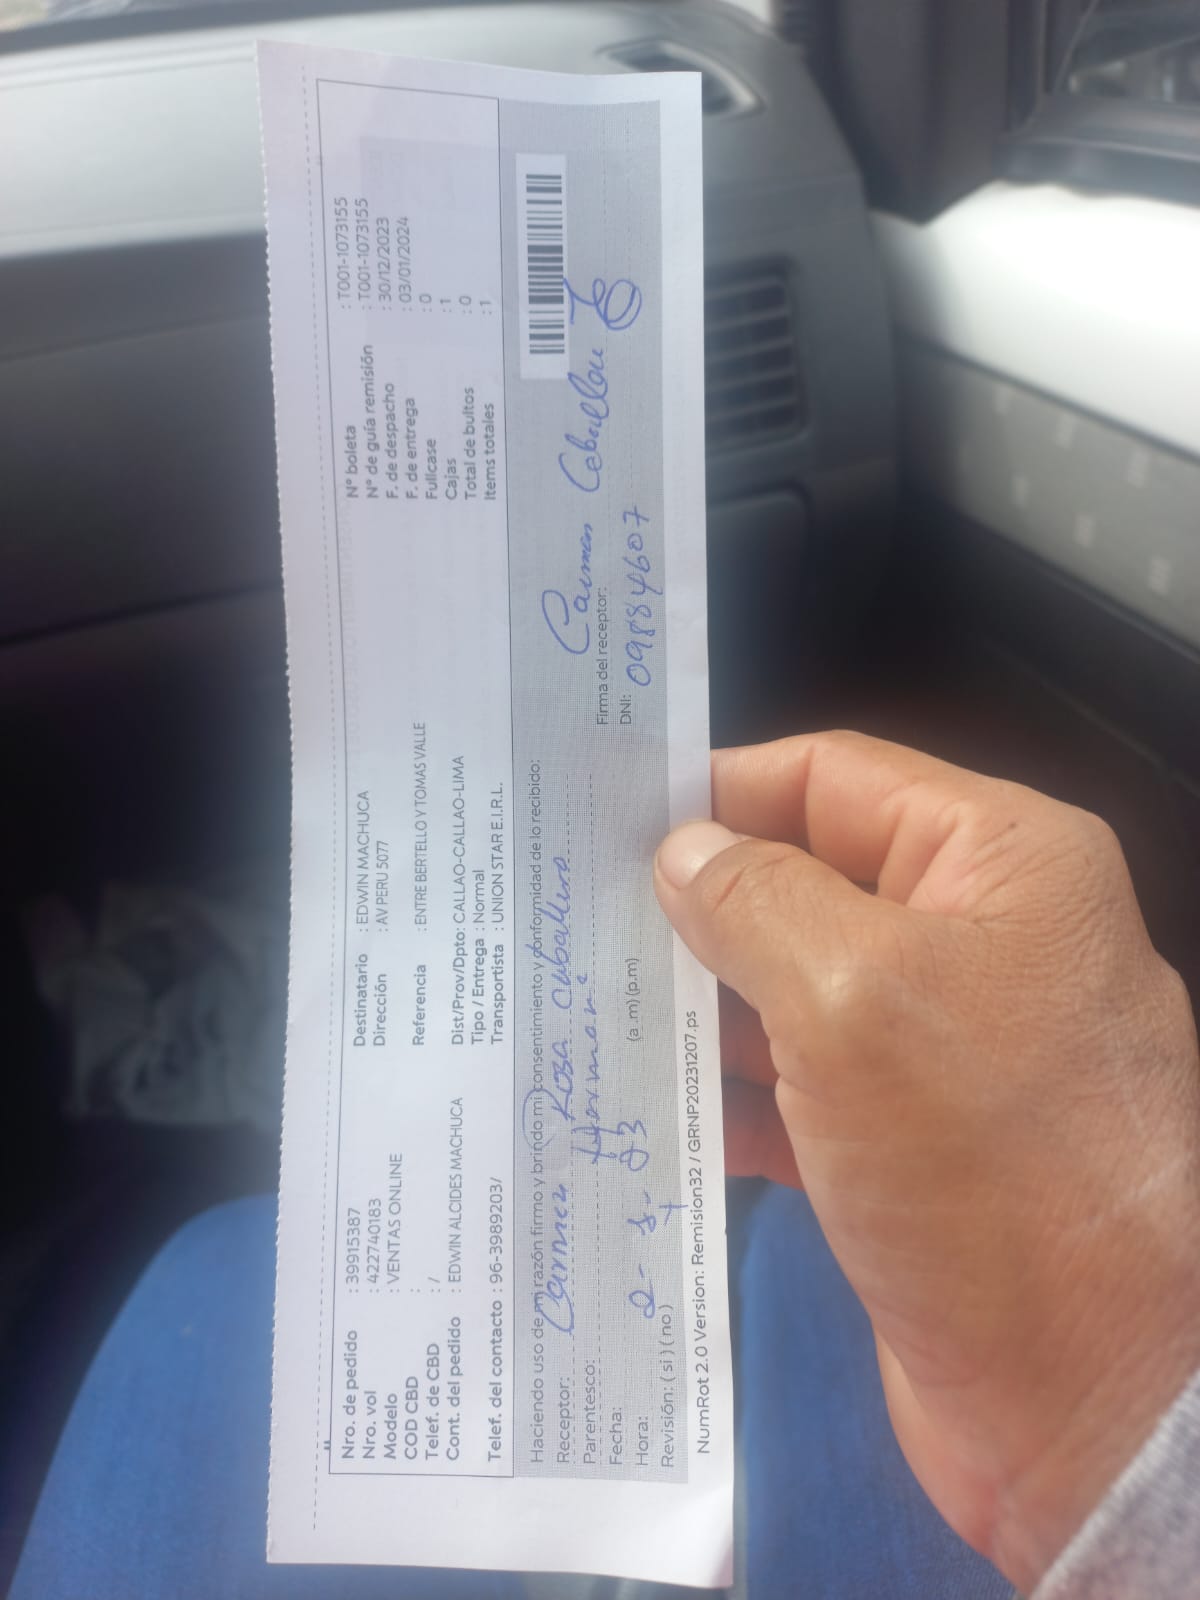 Nro. de pedido : 39915387
Nro. vol : 422740183
Modelo : VENTAS ONLINE
COD CBD :
Telef. de CBD : /
Cont. del pedido : EDWIN ALCIDES MACHUCA
Telef. del contacto : 96-3989203/
Destinatario : EDWIN MACHUCA
Dirección : AV PERU 5077
Referencia : ENTRE BERTELLO Y TOMAS VALLE
Dist/Prov/Dpto: CALLAO-CALLAO-LIMA
Tipo / Entrega : Normal
Transportista : UNION STAR E.I.R.L.
N° boleta : T001-1073155
N° de guía remisión : T001-1073155
F. de despacho : 30/12/2023
F. de entrega : 03/01/2024
Fullcase : 0
Cajas : 1
Total de bultos : 0
Items totales : 1
Haciendo uso de mi razón firmo y brindo mi consentimiento y conformidad de lo recibido:
Receptor: Carmen Rosa Caballero
Parentesco: Hermana
Fecha:
Hora: (a .m) (p.m)
Revisión: ( si ) ( no )
Carmen Caballero
Firma del receptor:
DNI: 09884607
NumRot 2.0 Version: Remision32 / GRNP20231207.ps